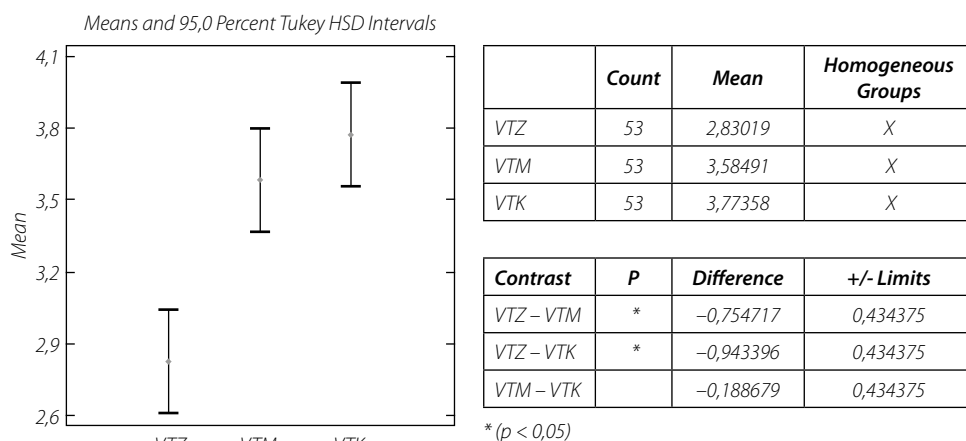 Means and 95,0 Percent Tukey HSD Intervals
4,1
3,8
3,5
3,2
2,9
2,6
Mean
VTZ VTM VTK
Count Mean Homogeneous Groups
VTZ 53 2,83019 X
VTM 53 3,58491 X
VTK 53 3,77358 X
Contrast P Difference +/- Limits
VTZ – VTM * –0,754717 0,434375
VTZ – VTK * –0,943396 0,434375
VTM – VTK –0,188679 0,434375
* (p < 0,05)